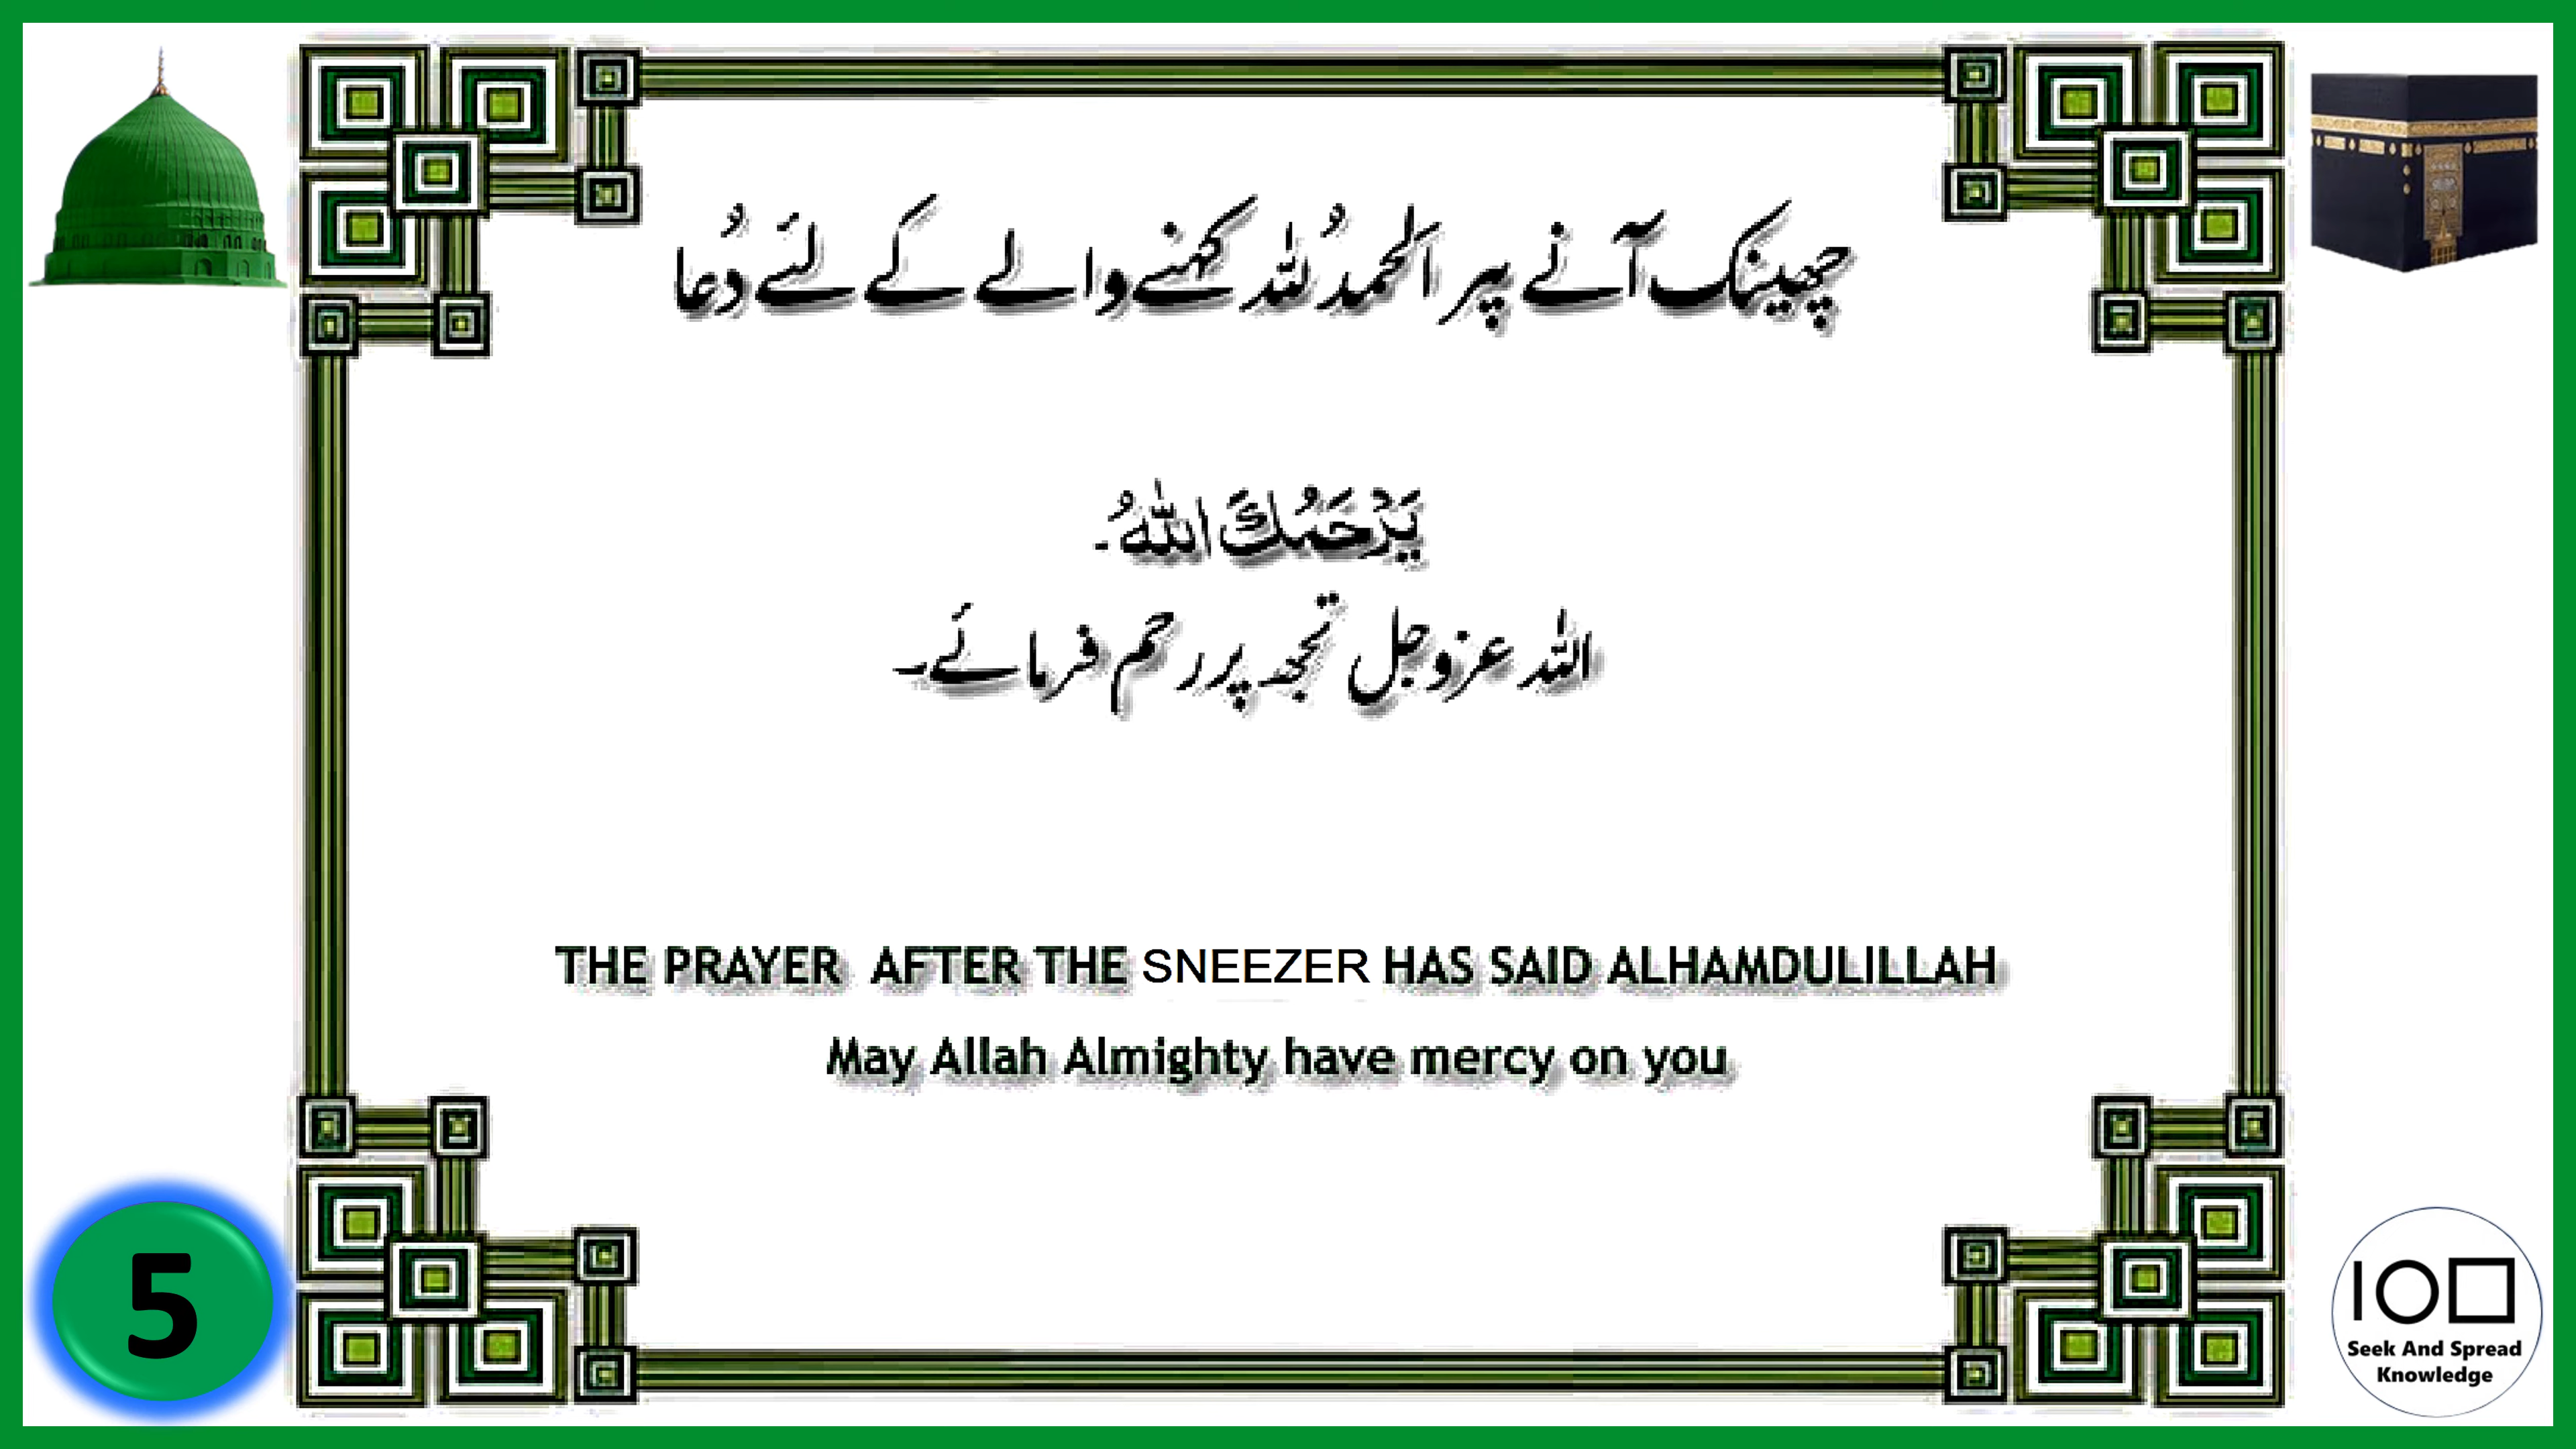 چھینک آنے پر الحمدُ للہ کہنے والے کے لئے دُعا
يَرْحَمُكَ اللّٰهُ۔
اللہ عزوجل تجھ پر رحم فرمائے۔
THE PRAYER AFTER THE SNEEZER HAS SAID ALHAMDULILLAH
May Allah Almighty have mercy on you
5
Seek And Spread
Knowledge